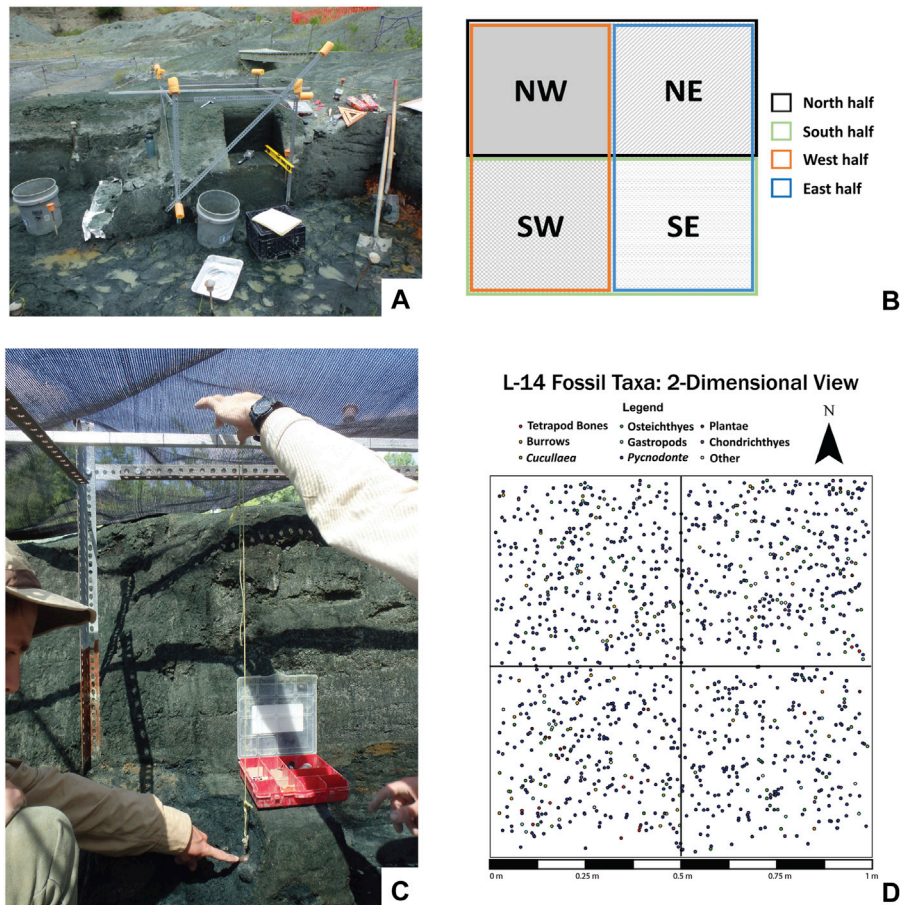 A
NW
NE
SW
SE
North half
South half
West half
East half
B
C
L-14 Fossil Taxa: 2-Dimensional View
Legend
Tetrapod Bones
Osteichthyes
Plantae
Burrows
Gastropods
Chondrichthyes
Cucullaea
Pycnodonte
Other
N
0 m
0.25 m
0.5 m
0.75 m
1 m
D